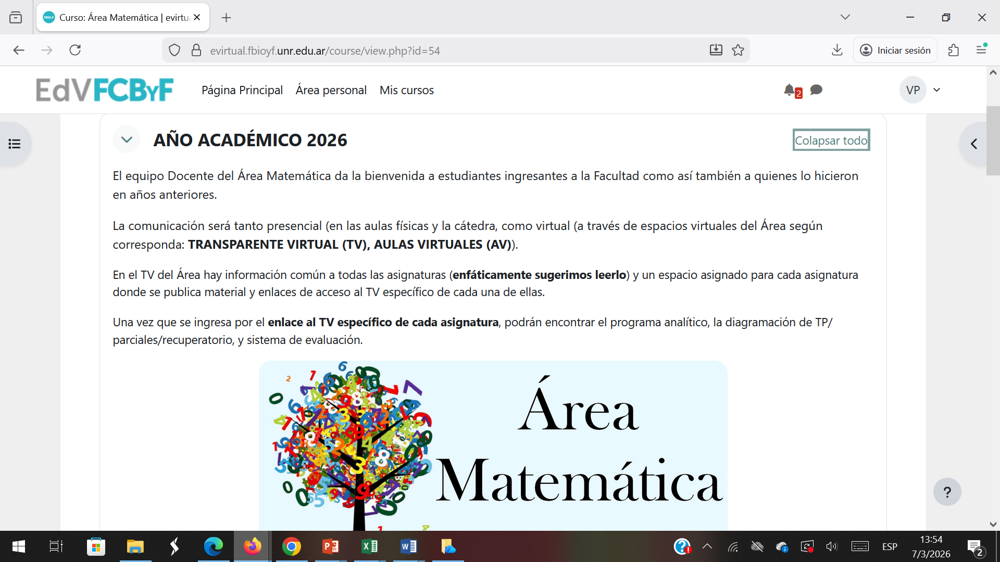 Curso: Área Matemática | evirtu
evirtual.fbioyf.unr.edu.ar/course/view.php?id=54
Iniciar sesión
EdVFCByF
Página Principal
Área personal
Mis cursos
2
VP
AÑO ACADÉMICO 2026
Colapsar todo
El equipo Docente del Área Matemática da la bienvenida a estudiantes ingresantes a la Facultad como así también a quienes lo hicieron
en años anteriores.
La comunicación será tanto presencial (en las aulas físicas y la cátedra, como virtual (a través de espacios virtuales del Área según
corresponda: TRANSPARENTE VIRTUAL (TV), AULAS VIRTUALES (AV)).
En el TV del Área hay información común a todas las asignaturas (enfáticamente sugerimos leerlo) y un espacio asignado para cada asignatura
donde se publica material y enlaces de acceso al TV específico de cada una de ellas.
Una vez que se ingresa por el enlace al TV específico de cada asignatura, podrán encontrar el programa analítico, la diagramación de TP/
parciales/recuperatorio, y sistema de evaluación.
Área
Matemática
?
ESP
13:54
7/3/2026
2